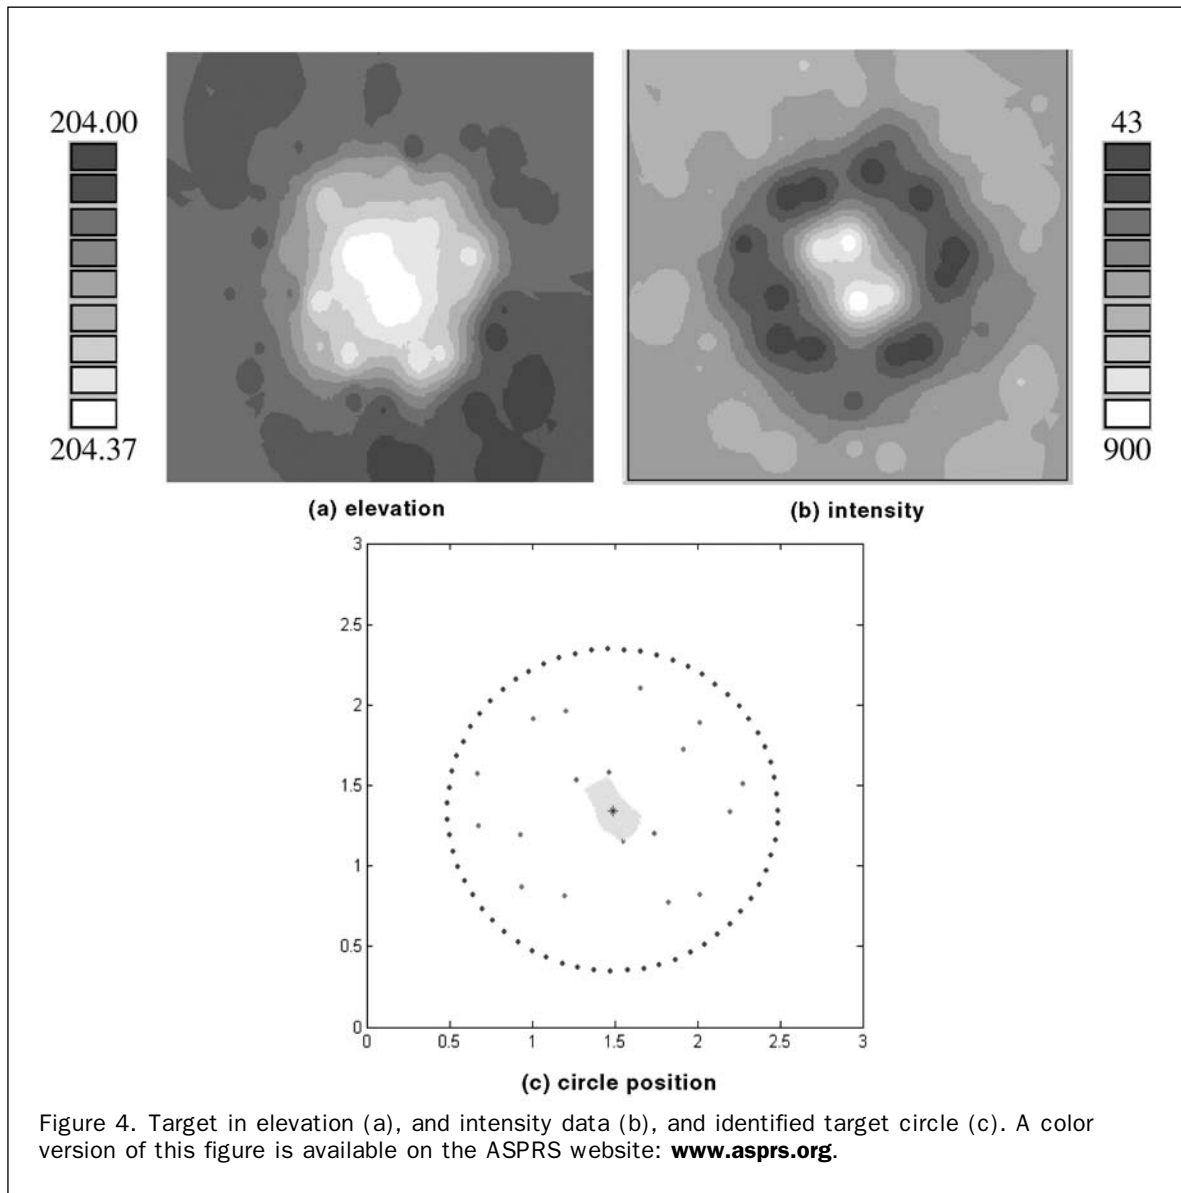 204.00
204.37
43
900
(a) elevation
(b) intensity
3
2.5
2
1.5
1
0.5
0
0 0.5 1 1.5 2 2.5 3
(c) circle position
Figure 4. Target in elevation (a), and intensity data (b), and identified target circle (c). A color
version of this figure is available on the ASPRS website: www.asprs.org.